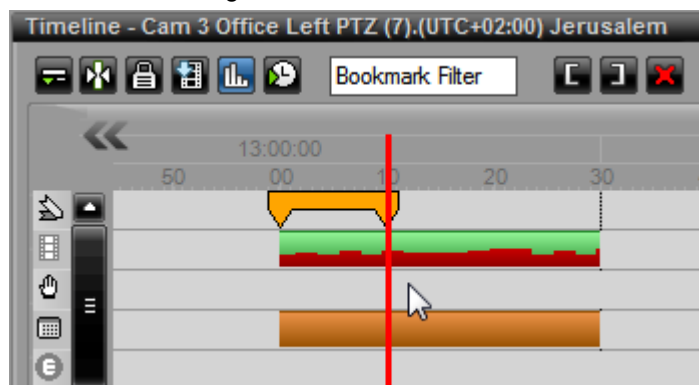 Timeline - Cam 3 Office Left PTZ (7).(UTC+02:00) Jerusalem
Bookmark Filter
13:00:00
50 00 10 20 30
E